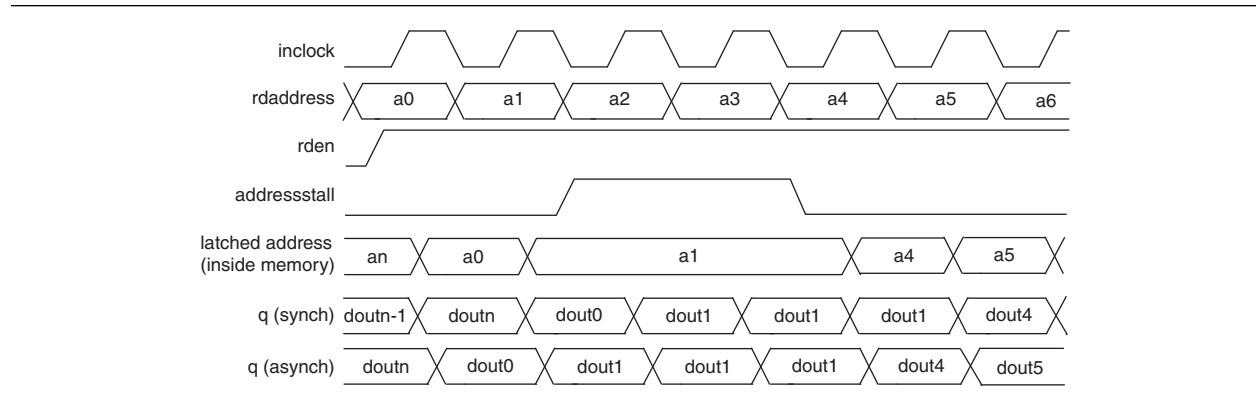 inclock
rdaddress a0 a1 a2 a3 a4 a5 a6
rden
addressstall
latched address
(inside memory) an a0 a1 a4 a5
q (synch) doutn-1 doutn dout0 dout1 dout1 dout1 dout4
q (asynch) doutn dout0 dout1 dout1 dout1 dout4 dout5